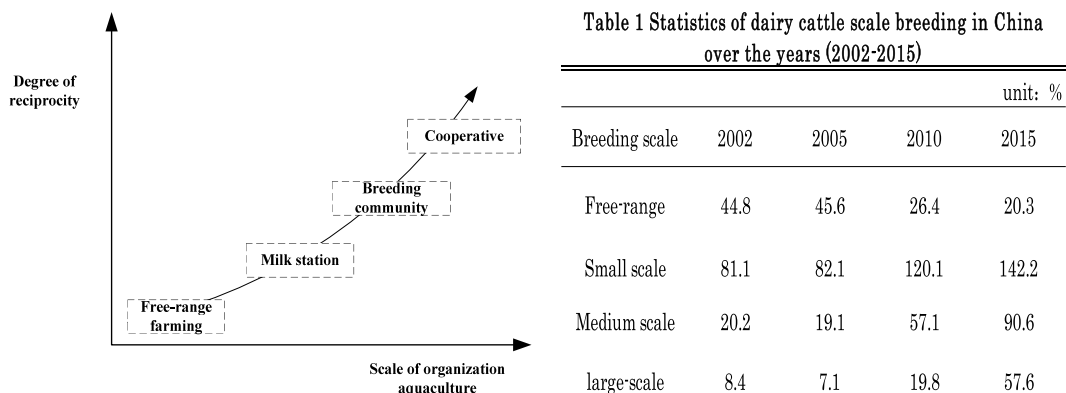 Degree of
reciprocity
Cooperative
Breeding
community
Milk station
Free-range
farming
Scale of organization
aquaculture
Table 1 Statistics of dairy cattle scale breeding in China
over the years (2002-2015)
unit: %
Breeding scale 2002 2005 2010 2015
Free-range 44.8 45.6 26.4 20.3
Small scale 81.1 82.1 120.1 142.2
Medium scale 20.2 19.1 57.1 90.6
large-scale 8.4 7.1 19.8 57.6